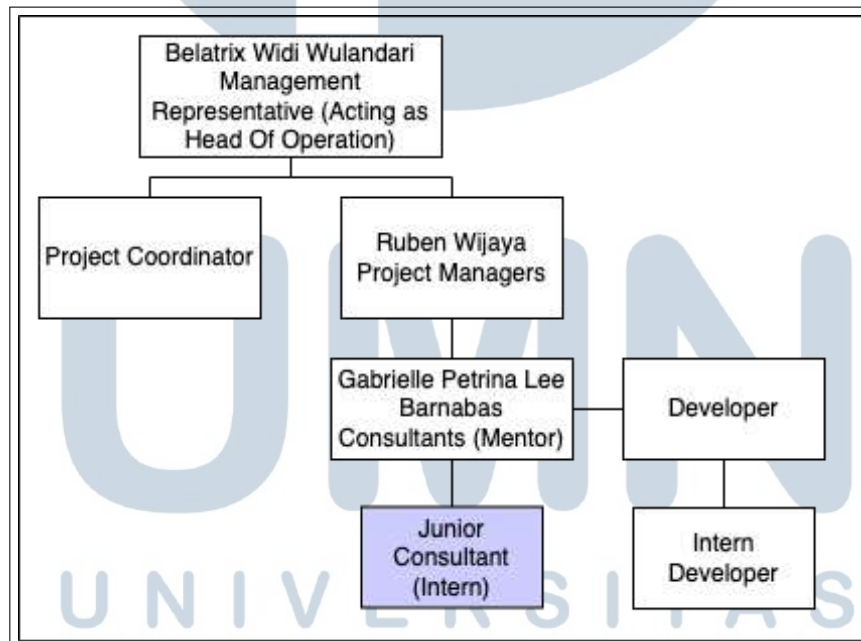 Belatrix Widi Wulandari
Management
Representative (Acting as
Head Of Operation)
Project Coordinator
Ruben Wijaya
Project Managers
Gabrielle Petrina Lee
Barnabas
Consultants (Mentor)
Developer
Junior
Consultant
(Intern)
Intern
Developer
UMN
UNIVERSITAS